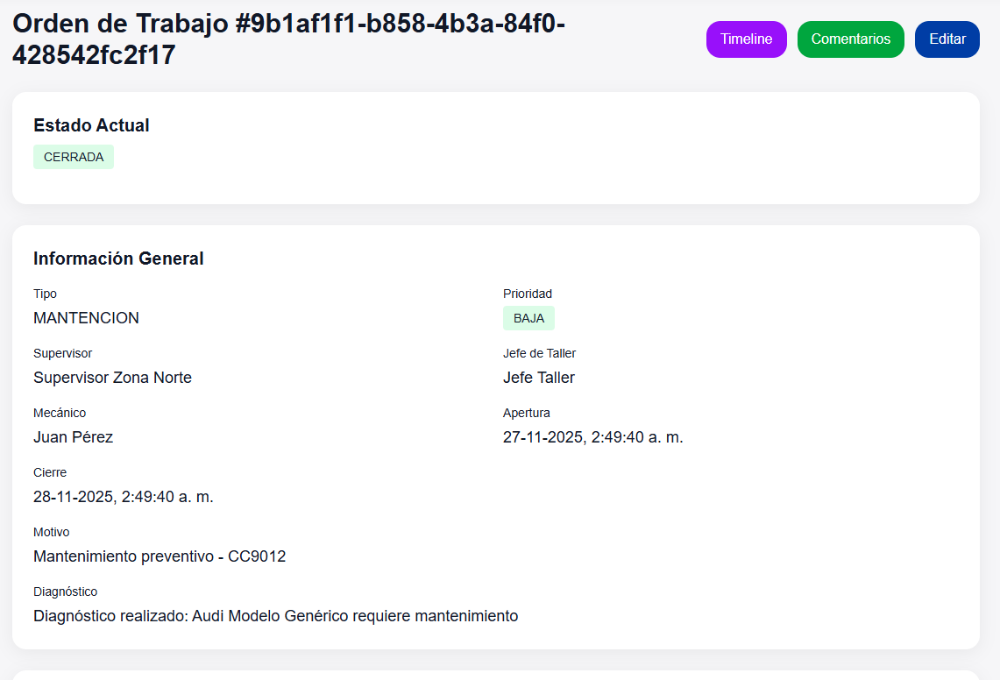 Orden de Trabajo #9b1af1f1-b858-4b3a-84f0-
428542fc2f17
Timeline
Comentarios
Editar
Estado Actual
CERRADA
Información General
Tipo
MANTENCION
Prioridad
BAJA
Supervisor
Supervisor Zona Norte
Jefe de Taller
Jefe Taller
Mecánico
Juan Pérez
Apertura
27-11-2025, 2:49:40 a. m.
Cierre
28-11-2025, 2:49:40 a. m.
Motivo
Mantenimiento preventivo - CC9012
Diagnóstico
Diagnóstico realizado: Audi Modelo Genérico requiere mantenimiento